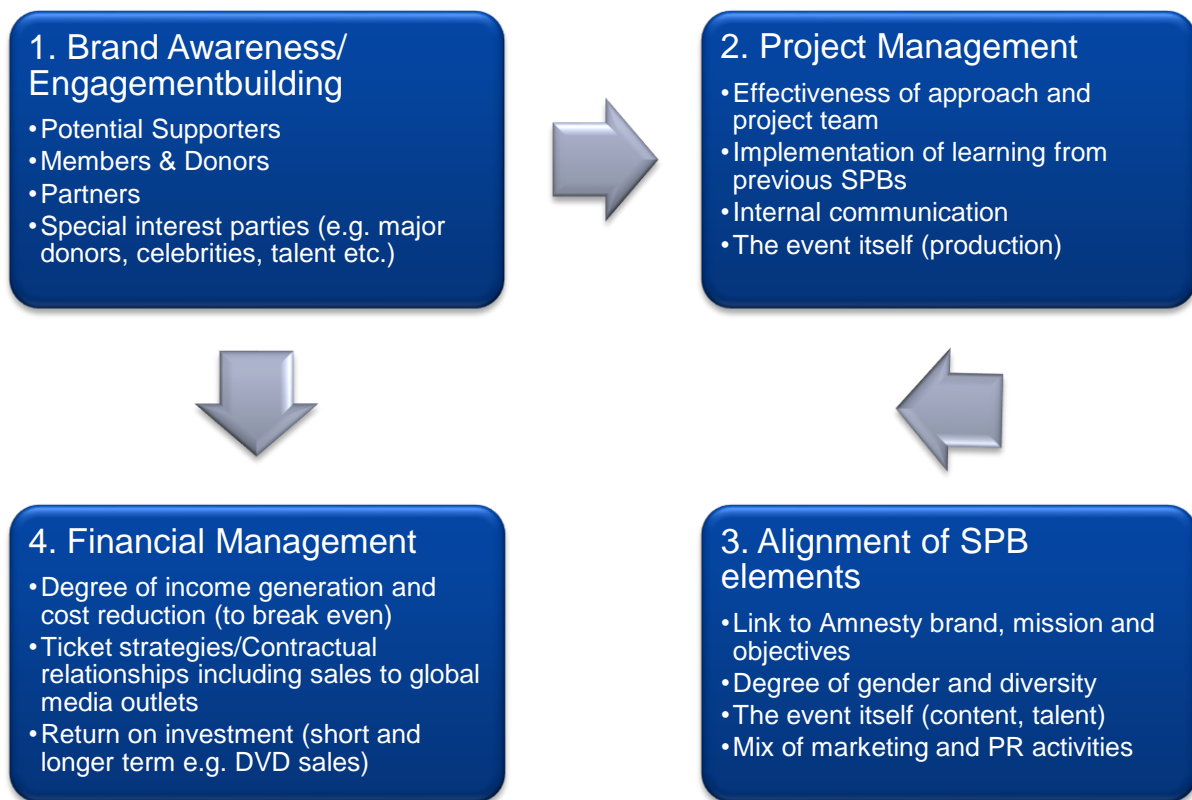 1. Brand Awareness/
Engagementbuilding
•Potential Supporters
•Members & Donors
•Partners
•Special interest parties (e.g. major
donors, celebrities, talent etc.)
2. Project Management
•Effectiveness of approach and
project team
•Implementation of learning from
previous SPBs
•Internal communication
•The event itself (production)
4. Financial Management
•Degree of income generation and
cost reduction (to break even)
•Ticket strategies/Contractual
relationships including sales to global
media outlets
•Return on investment (short and
longer term e.g. DVD sales)
3. Alignment of SPB
elements
•Link to Amnesty brand, mission and
objectives
•Degree of gender and diversity
•The event itself (content, talent)
•Mix of marketing and PR activities